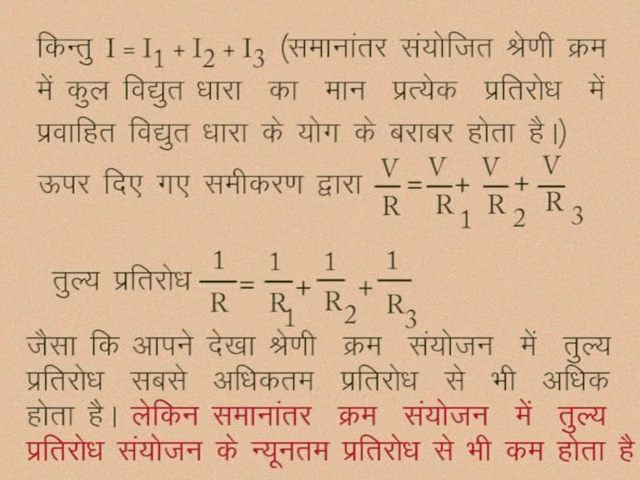 किन्तु I = I1 + I2 + I3 (समानांतर संयोजित श्रेणी क्रम
में कुल विद्युत धारा का मान प्रत्येक प्रतिरोध में
प्रवाहित विद्युत धारा के योग के बराबर होता है।)
ऊपर दिए गए समीकरण द्वारा V/R = V/R1 + V/R2 + V/R3
तुल्य प्रतिरोध 1/R = 1/R1 + 1/R2 + 1/R3
जैसा कि आपने देखा श्रेणी क्रम संयोजन में तुल्य
प्रतिरोध सबसे अधिकतम प्रतिरोध से भी अधिक
होता है। लेकिन समानांतर क्रम संयोजन में तुल्य
प्रतिरोध संयोजन के न्यूनतम प्रतिरोध से भी कम होता है